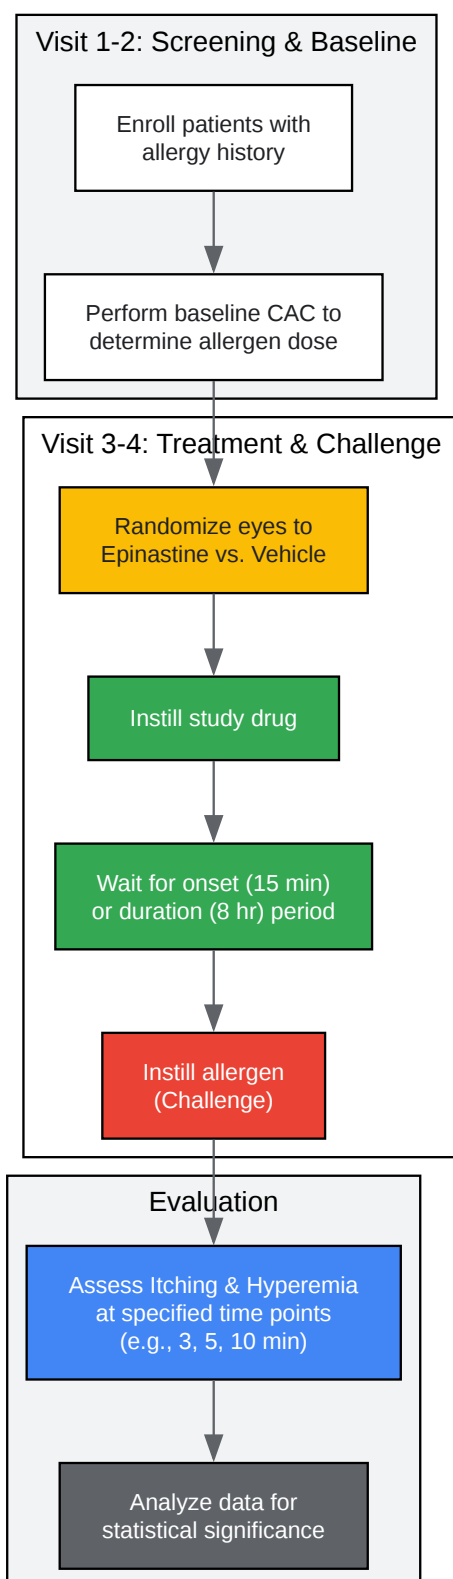 Visit 1-2: Screening & Baseline
Enroll patients with
allergy history
Perform baseline CAC to
determine allergen dose
Visit 3-4: Treatment & Challenge
Randomize eyes to
Epinastine vs. Vehicle
Instill study drug
Wait for onset (15 min)
or duration (8 hr) period
Instill allergen
(Challenge)
Evaluation
Assess Itching & Hyperemia
at specified time points
(e.g., 3, 5, 10 min)
Analyze data for
statistical significance